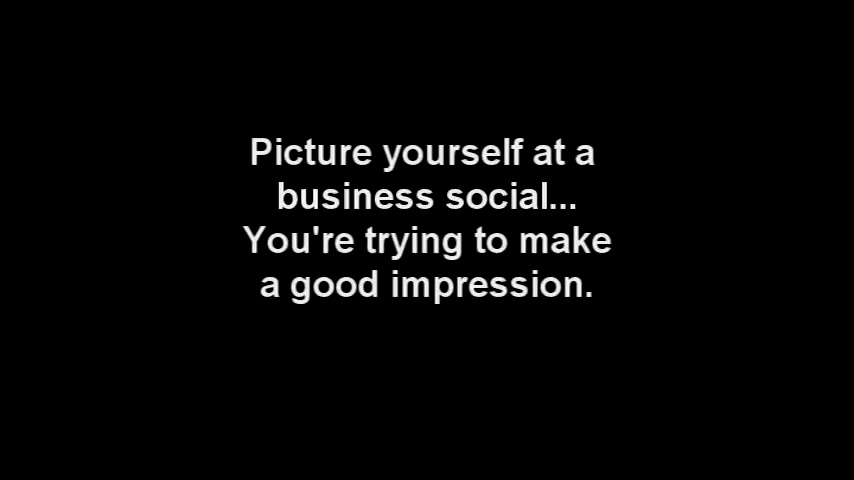 Picture yourself at a
business social...
You're trying to make
a good impression.